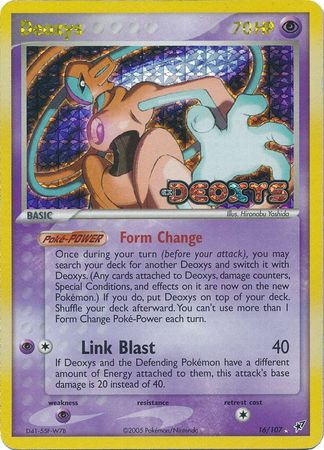 Deoxys
70 HP
DEOXYS
BASIC
Illus. Hironobu Yoshida
Poké-POWER Form Change
Once during your turn (before your attack), you may
search your deck for another Deoxys and switch it with
Deoxys. (Any cards attached to Deoxys, damage counters,
Special Conditions, and effects on it are now on the new
Pokémon.) If you do, put Deoxys on top of your deck.
Shuffle your deck afterward. You can't use more than 1
Form Change Poké-Power each turn.
Link Blast 40
If Deoxys and the Defending Pokémon have a different
amount of Energy attached to them, this attack's base
damage is 20 instead of 40.
weakness resistance retreat cost
D41-55F-W7B ©2005 Pokémon/Nintendo 16/107